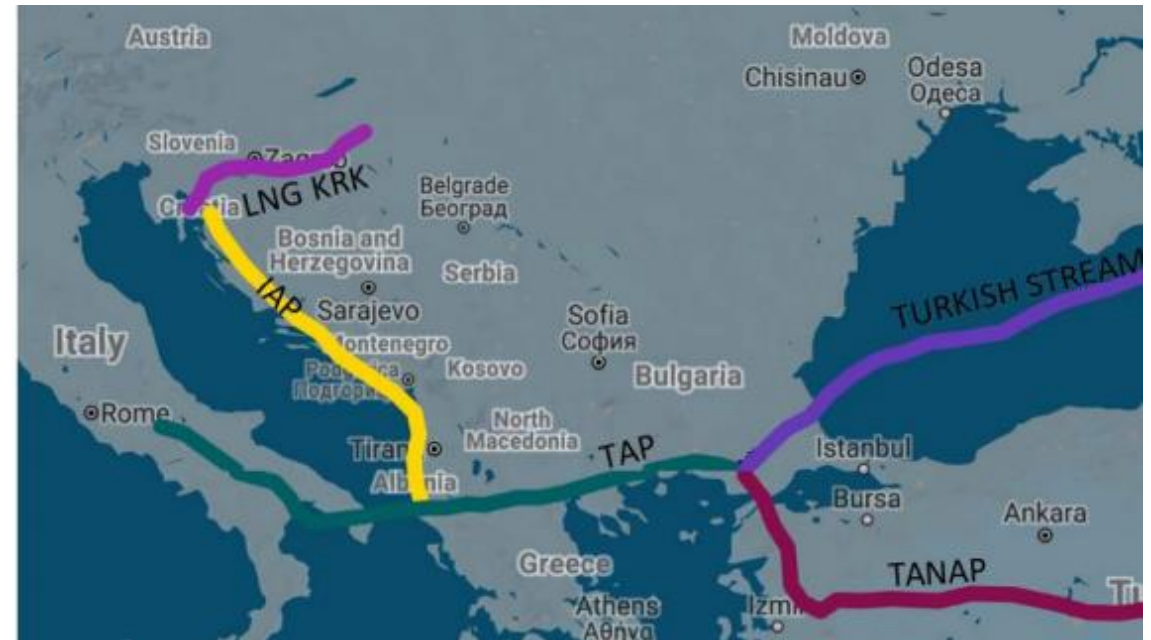 Austria
Moldova
Chisinau
Odesa
Одеса
Slovenia
LNG KRK
Belgrade
Београд
Bosnia and
Herzegovina
Serbia
IAP
Sarajevo
TURKISH STREAM
Italy
Sofia
София
Montenegro
Kosovo
Bulgaria
Rome
North
Macedonia
TAP
Istanbul
Bursa
Ankara
Greece
TANAP
Athens
Αθήνα